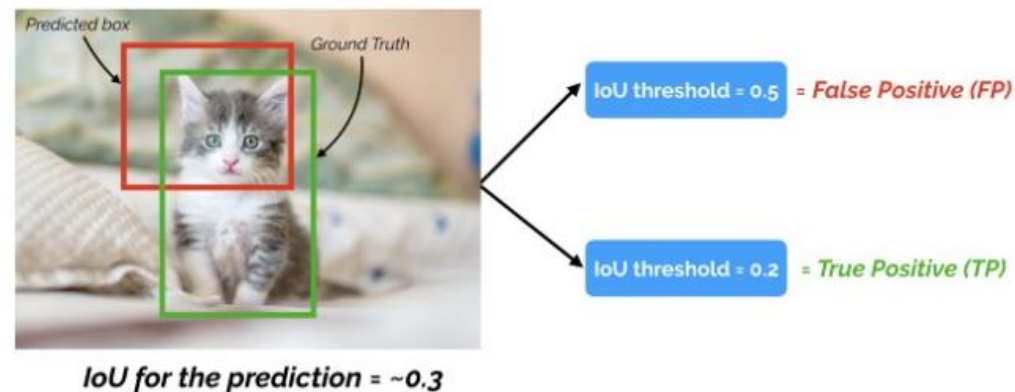 Predicted box
Ground Truth
IoU threshold = 0.5 = False Positive (FP)
IoU threshold = 0.2 = True Positive (TP)
IoU for the prediction = ~0.3